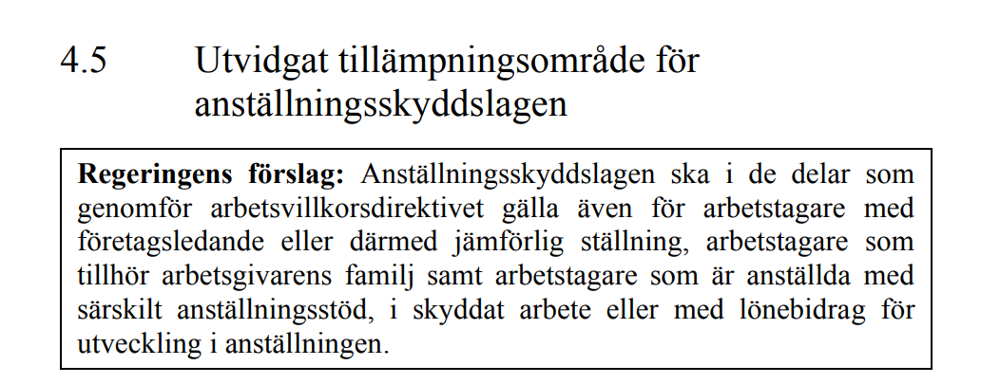 4.5 Utvidgat tillämpningsområde för
anställningsskyddslagen
Regeringens förslag: Anställningsskyddslagen ska i de delar som
genomför arbetsvillkorsdirektivet gälla även för arbetstagare med
företagsledande eller därmed jämförlig ställning, arbetstagare som
tillhör arbetsgivarens familj samt arbetstagare som är anställda med
särskilt anställningsstöd, i skyddat arbete eller med lönebidrag för
utveckling i anställningen.